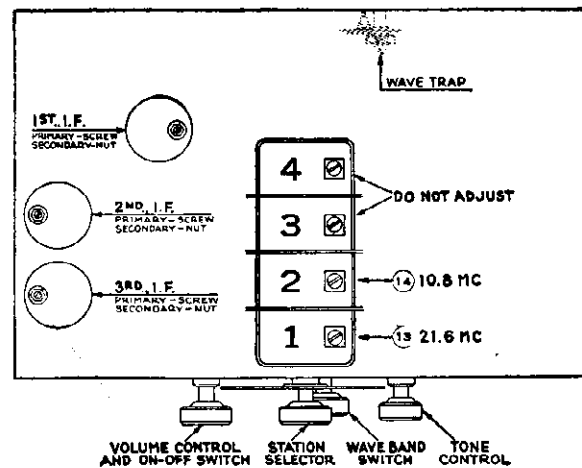 WAVE TRAP
1ST. I.F.
PRIMARY-SCREW
SECONDARY-NUT
4
DO NOT ADJUST
2ND. I.F.
PRIMARY-SCREW
SECONDARY-NUT
3
2
14 10.8 MC
3RD. I.F.
PRIMARY-SCREW
SECONDARY-NUT
1
13 21.6 MC
VOLUME CONTROL
AND ON-OFF SWITCH
STATION
SELECTOR
WAVE BAND
SWITCH
TONE
CONTROL